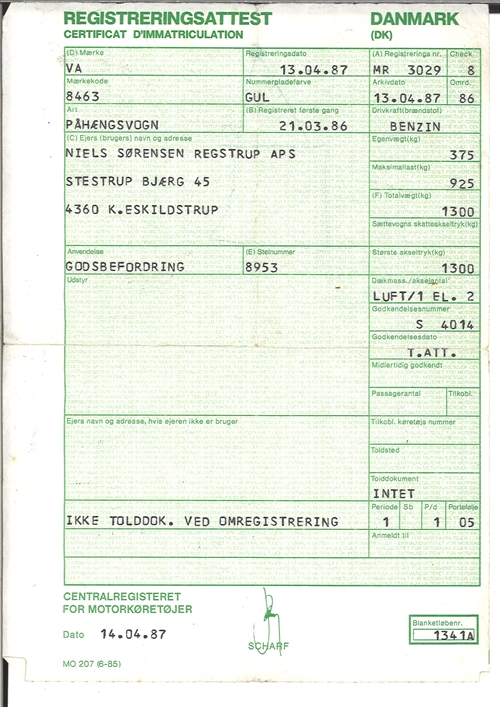 REGISTRERINGSATTEST DANMARK
CERTIFICAT D'IMMATRICULATION (DK)
(D) Mærke Registreringsdato (A) Registrerings nr. Check
VA 13.04.87 MR 3029 8
Mærkekode Nummerpladefarve Arkivdato Omrd.
8463 GUL 13.04.87 86
Art (B) Registreret første gang Drivkraft(brændstof)
PÅHÆNGSVOGN 21.03.86 BENZIN
(C) Ejers (brugers) navn og adresse Egenvægt(kg)
NIELS SØRENSEN REGSTRUP APS 375
Maksimallast(kg)
STESTRUP BJÆRG 45 925
(F) Totalvægt(kg)
4360 K.ESKILDSTRUP 1300
Sættevogns skatteakseltryk(kg)
Anvendelse (E) Stelnummer Største akseltryk(kg)
GODSBEFORDRING 8953 1300
Udstyr Dækmass./akselantal
LUFT/1 EL. 2
Godkendelsesnummer
S 4014
Godkendelsesdato
T.ATT.
Midlertidig godkendt
Passagerantal Tilkobl.
Ejers navn og adresse, hvis ejeren ikke er bruger Tilkobl. køretøjs nummer
Toldsted
Tolddokument
INTET
Periode Sb P/d Portefølje
IKKE TOLDDOK. VED OMREGISTRERING 1 1 05
Anmeldt til
CENTRALREGISTERET
FOR MOTORKØRETØJER
Blanketløbenr.
Dato 14.04.87 1341A
SCHARF
MO 207 (6-85)